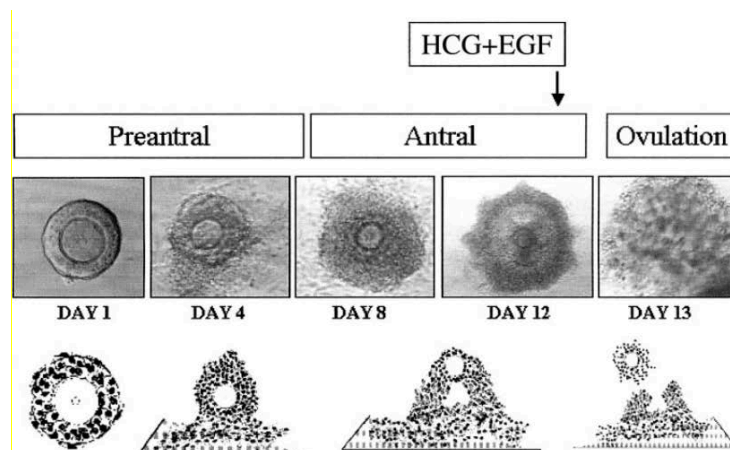 HCG+EGF
Preantral
Antral
Ovulation
DAY 1
DAY 4
DAY 8
DAY 12
DAY 13